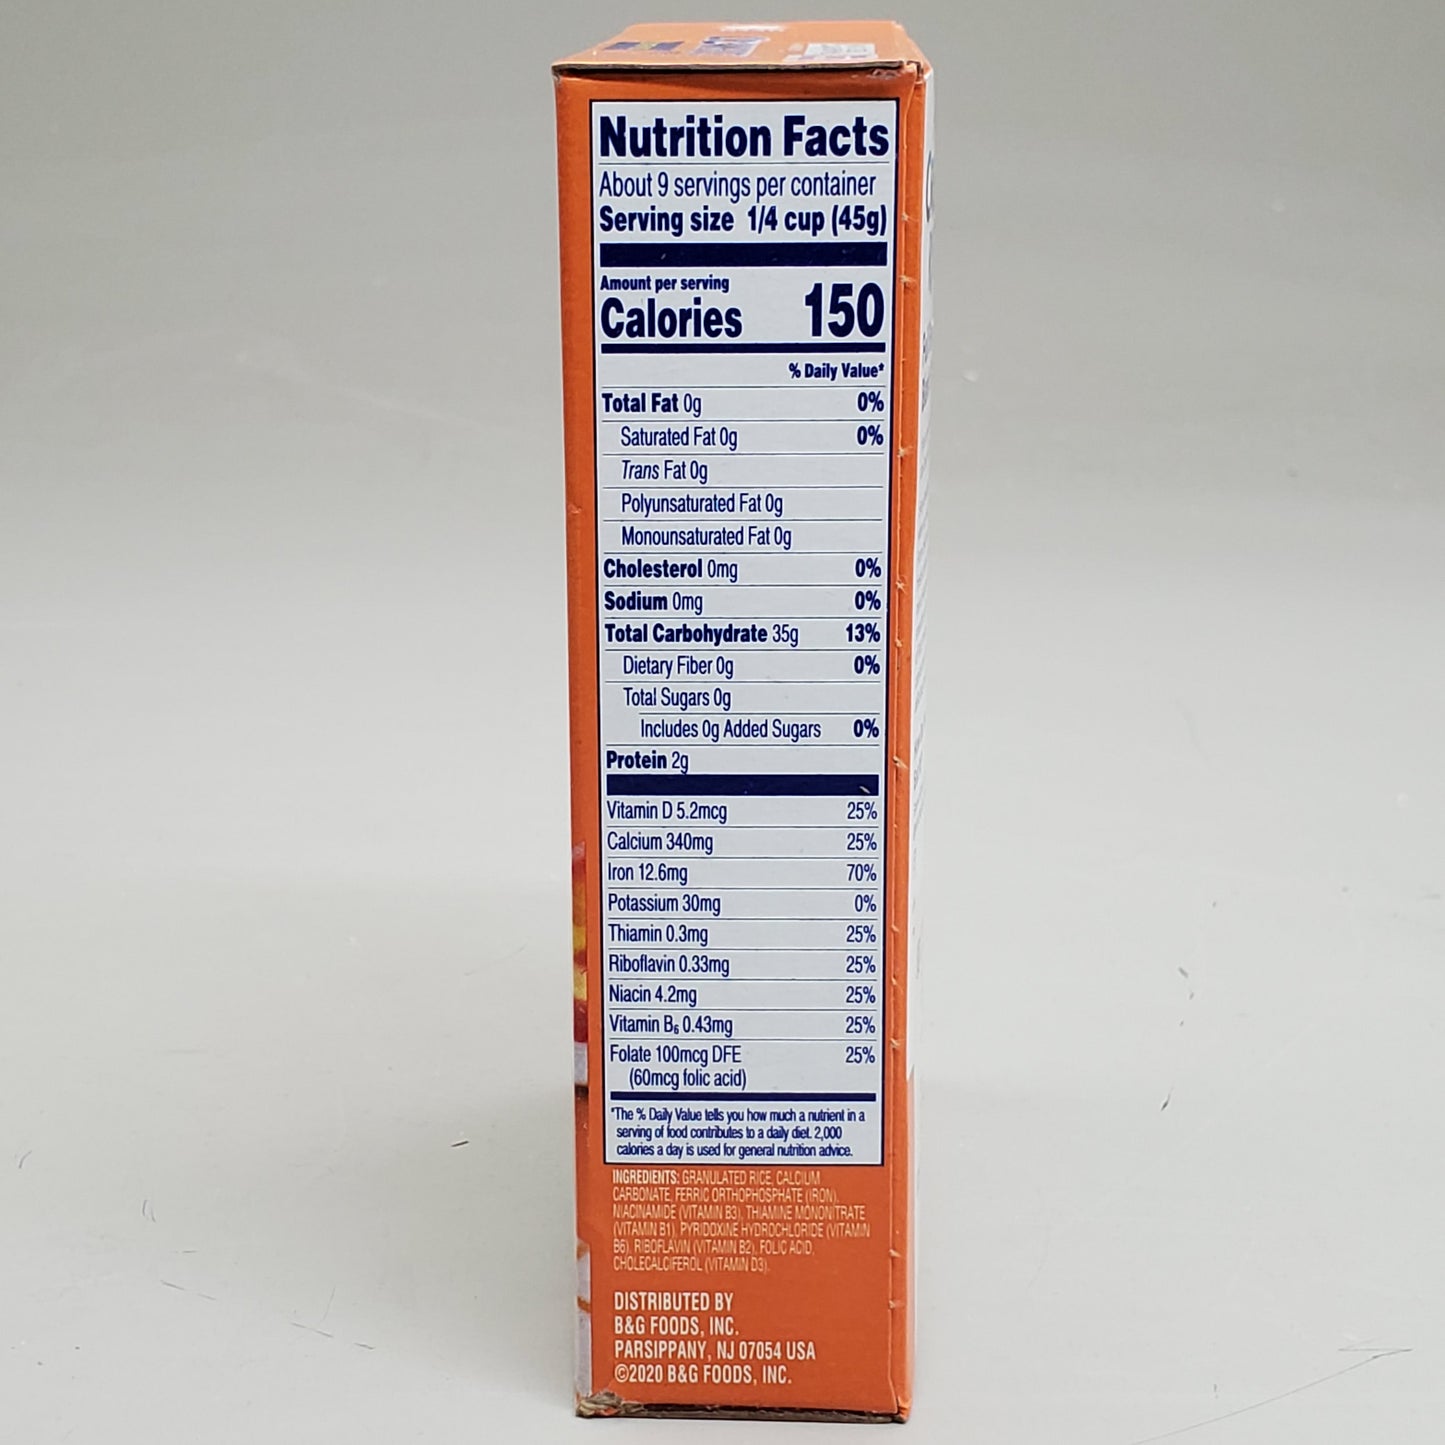 Nutrition Facts
About 9 servings per container
Serving size 1/4 cup (45g)
Amount per serving
Calories 150
% Daily Value*
Total Fat 0g 0%
Saturated Fat 0g 0%
Trans Fat 0g
Polyunsaturated Fat 0g
Monounsaturated Fat 0g
Cholesterol 0mg 0%
Sodium 0mg 0%
Total Carbohydrate 35g 13%
Dietary Fiber 0g 0%
Total Sugars 0g
Includes 0g Added Sugars 0%
Protein 2g
Vitamin D 5.2mcg 25%
Calcium 340mg 25%
Iron 12.6mg 70%
Potassium 30mg 0%
Thiamin 0.3mg 25%
Riboflavin 0.33mg 25%
Niacin 4.2mg 25%
Vitamin B₆ 0.43mg 25%
Folate 100mcg DFE 25%
(60mcg folic acid)
*The % Daily Value tells you how much a nutrient in a
serving of food contributes to a daily diet. 2,000
calories a day is used for general nutrition advice.
INGREDIENTS: GRANULATED RICE, CALCIUM
CARBONATE, FERRIC ORTHOPHOSPHATE (IRON),
NIACINAMIDE (VITAMIN B3), THIAMINE MONONITRATE
(VITAMIN B1), PYRIDOXINE HYDROCHLORIDE (VITAMIN
B6), RIBOFLAVIN (VITAMIN B2), FOLIC ACID,
CHOLECALCIFEROL (VITAMIN D3).
DISTRIBUTED BY
B&G FOODS, INC.
PARSIPPANY, NJ 07054 USA
©2020 B&G FOODS, INC.